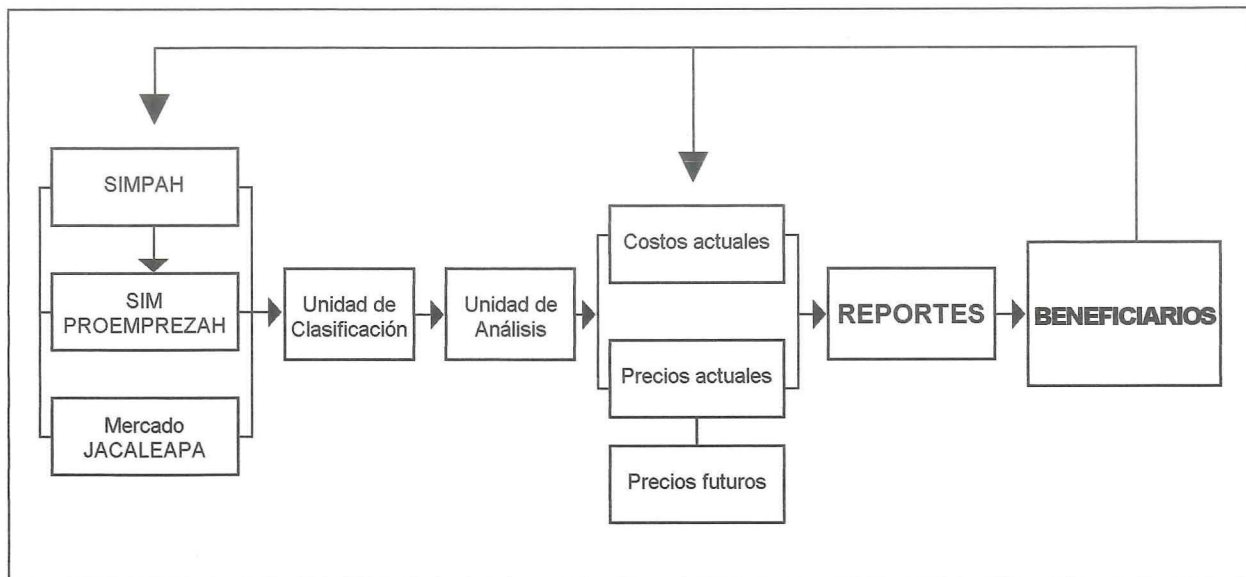 SIMPAH
SIM
PROEMPREZAH
Mercado
JACALEAPA
Unidad de
Clasificación
Unidad de
Análisis
Costos actuales
Precios actuales
Precios futuros
REPORTES
BENEFICIARIOS